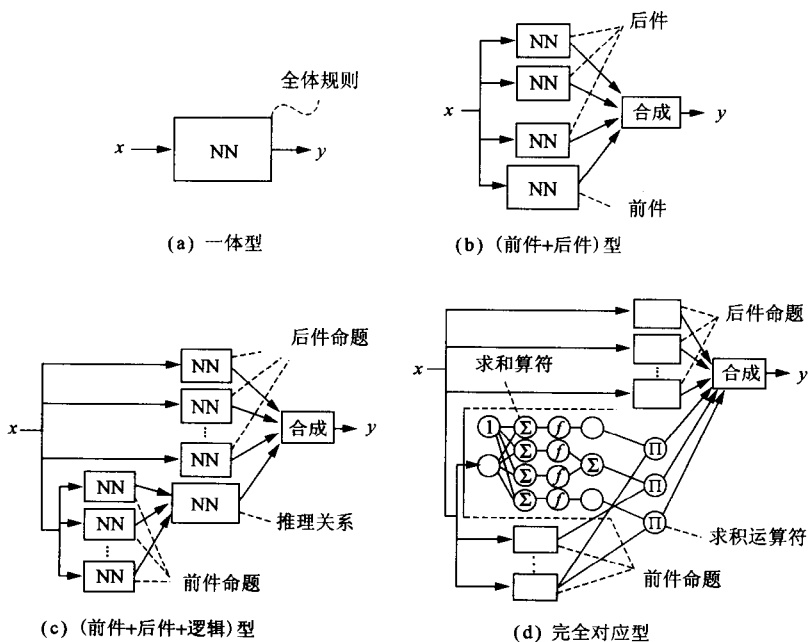 全体规则
x
NN
y
(a) 一体型
后件
NN
NN
x
合成
y
NN
NN
前件
(b) (前件+后件)型
后件命题
NN
NN
⋮
x
合成
y
NN
NN
NN
NN
⋮
推理关系
NN
前件命题
(c) (前件+后件+逻辑)型
后件命题
x
求和算符
⋮
合成
y
1
Σ
f
Π
Σ
f
Σ
Σ
f
Π
Σ
f
Π
求积运算符
⋮
前件命题
(d) 完全对应型